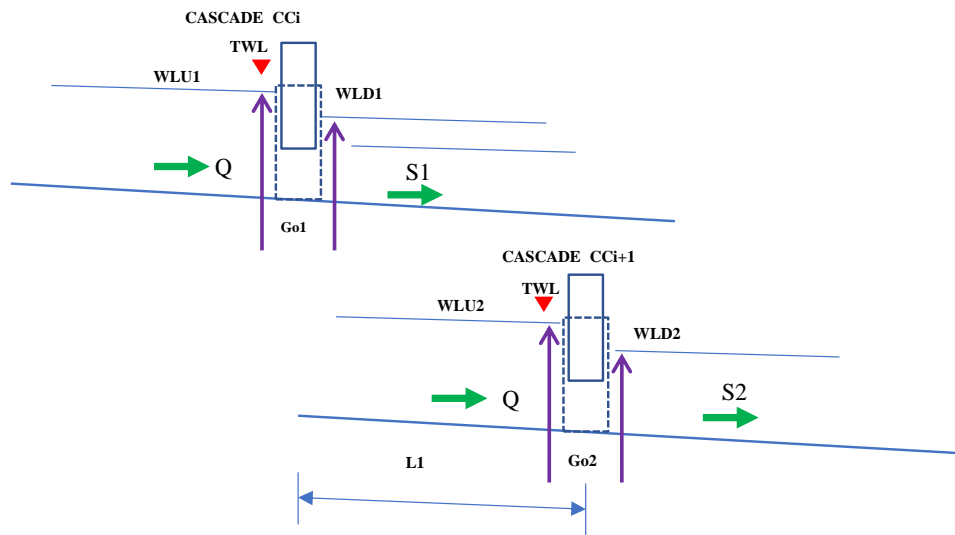 CASCADE CCi
TWL
WLU1
WLD1
Q
S1
Go1
CASCADE CCi+1
TWL
WLU2
WLD2
Q
S2
L1
Go2